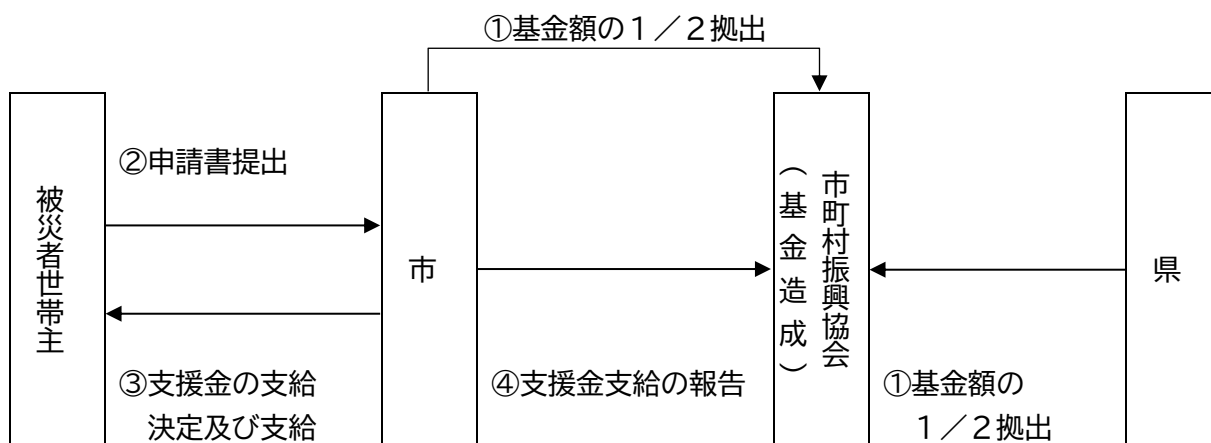 ①基金額の１／２拠出
②申請書提出
被災者世帯主
市
市町村振興協会
（基金造成）
県
③支援金の支給
決定及び支給
④支援金支給の報告
①基金額の
１／２拠出